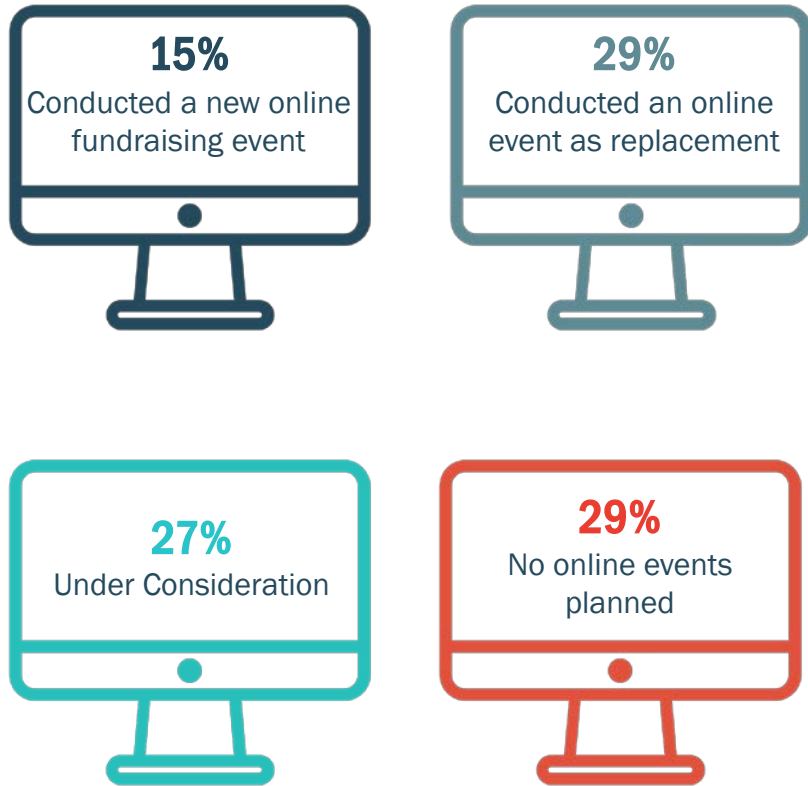 15%
Conducted a new online
fundraising event
29%
Conducted an online
event as replacement
27%
Under Consideration
29%
No online events
planned